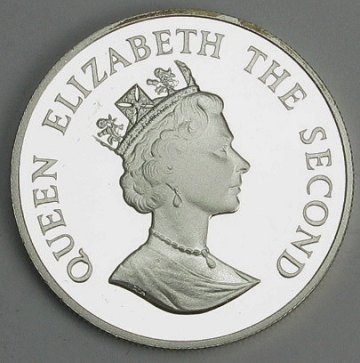 QUEEN ELIZABETH THE SECOND